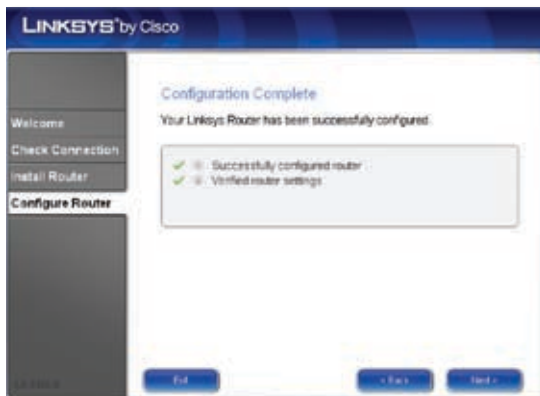 LINKSYS® by Cisco
Configuration Complete
Your Linksys Router has been successfully configured
Successfully configured router
Verified router settings
Welcome
Check Connection
Install Router
Configure Router
Exit
< Back
Next >